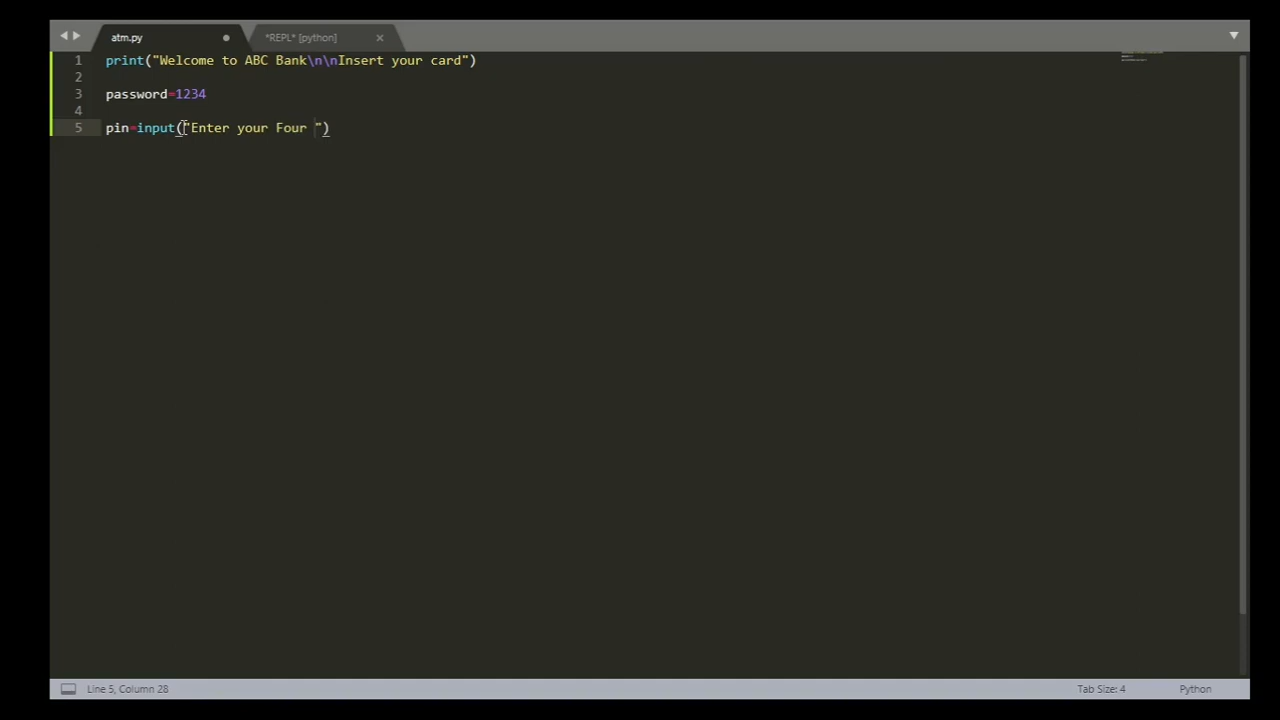 atm.py
*REPL* [python]
1 print("Welcome to ABC Bank\n\nInsert your card")
2
3 password=1234
4
5 pin=input("Enter your Four ")
Line 5, Column 28
Tab Size: 4
Python